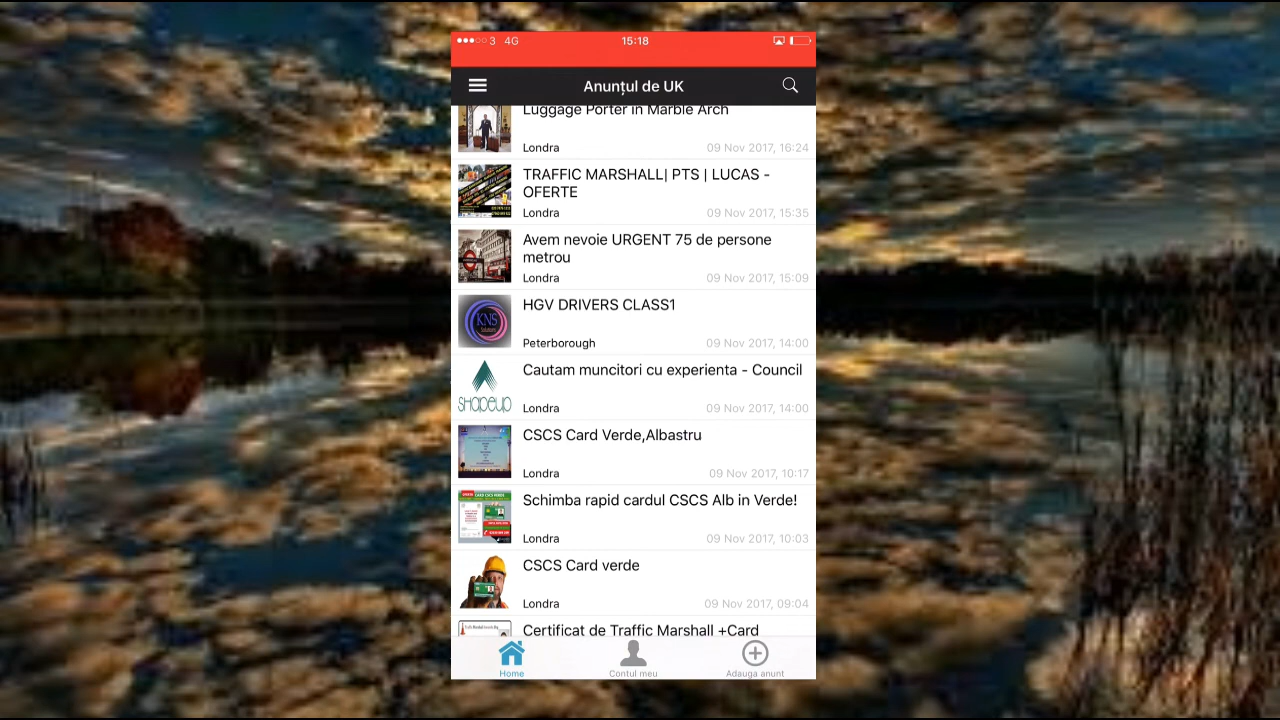 3 4G 15:18
Anunțul de UK
Luggage Porter in Marble Arch
Londra 09 Nov 2017, 16:24
TRAFFIC MARSHALL| PTS | LUCAS -
OFERTE
Londra 09 Nov 2017, 15:35
Avem nevoie URGENT 75 de persone
metrou
Londra 09 Nov 2017, 15:09
KNS
Solutions
HGV DRIVERS CLASS1
Peterborough 09 Nov 2017, 14:00
Cautam muncitori cu experienta - Council
shapeup
Londra 09 Nov 2017, 14:00
CSCS Card Verde,Albastru
Londra 09 Nov 2017, 10:17
Schimba rapid cardul CSCS Alb in Verde!
Londra 09 Nov 2017, 10:03
CSCS Card verde
Londra 09 Nov 2017, 09:04
Certificat de Traffic Marshall +Card
Home Contul meu Adauga anunt